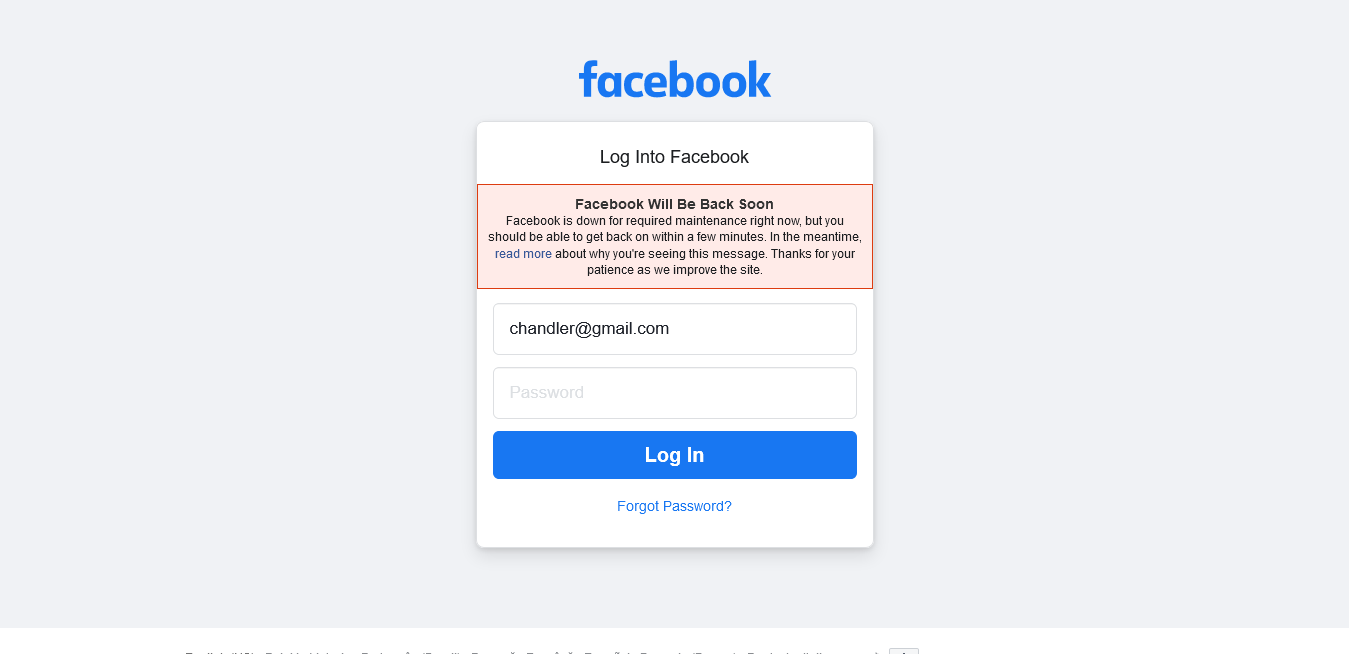 facebook
Log Into Facebook
Facebook Will Be Back Soon
Facebook is down for required maintenance right now, but you
should be able to get back on within a few minutes. In the meantime,
read more about why you're seeing this message. Thanks for your
patience as we improve the site.
chandler@gmail.com
Password
Log In
Forgot Password?